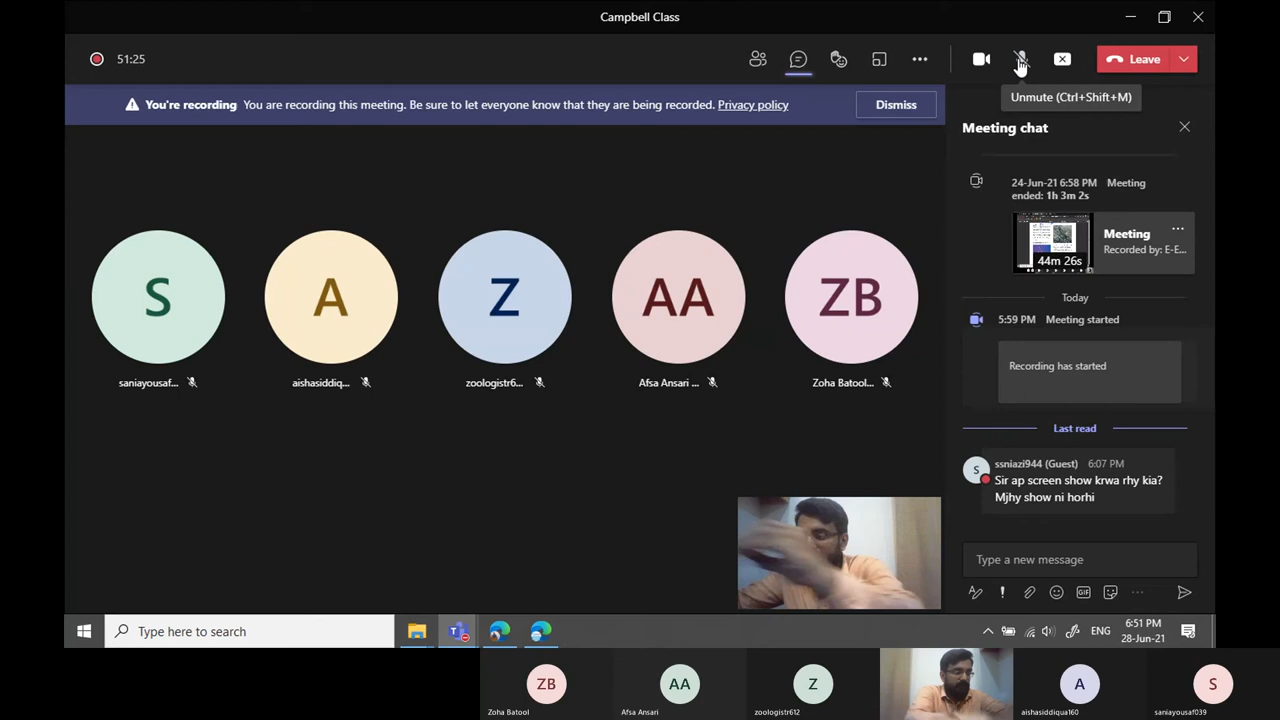 Campbell Class
51:25
Leave
Unmute (Ctrl+Shift+M)
You're recording You are recording this meeting. Be sure to let everyone know that they are being recorded. Privacy policy
Dismiss
Meeting chat
24-Jun-21 6:58 PM Meeting
ended: 1h 3m 2s
Meeting
Recorded by: E-E...
44m 26s
Today
5:59 PM Meeting started
Recording has started
Last read
ssniazi944 (Guest) 6:07 PM
Sir ap screen show krwa rhy kia?
Mjhy show ni horhi
S
S
A
Z
AA
ZB
saniayousaf...
aishasiddiq...
zoologistr6...
Afsa Ansari ...
Zoha Batool...
Type a new message
GIF
Type here to search
ENG
6:51 PM
28-Jun-21
ZB
AA
Z
A
S
Zoha Batool
Afsa Ansari
zoologistr612
aishasiddiqua160
saniayousaf039